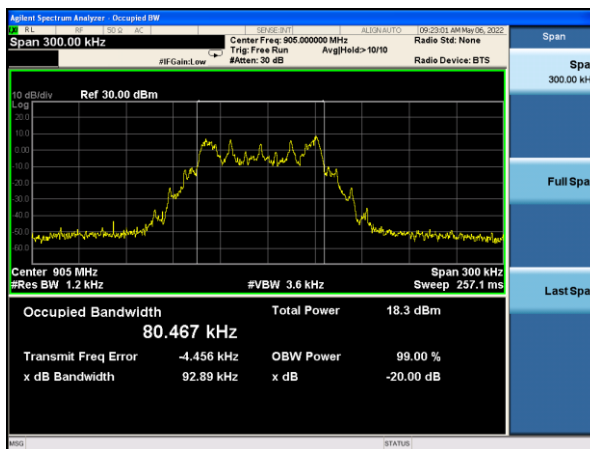 Agilent Spectrum Analyzer - Occupied BW
RL RF 50 Ω AC SENSE:INT ALIGN AUTO 09:23:01 AM May 06, 2022
Span 300.00 kHz
Center Freq: 905.000000 MHz
Radio Std: None
Trig: Free Run Avg|Hold:>10/10
#IFGain:Low #Atten: 30 dB Radio Device: BTS
Span
Spa
300.00 kH
Full Spa
Last Spa
10 dB/div Ref 30.00 dBm
Log
20.0
10.0
0.00
-10.0
-20.0
-30.0
-40.0
-50.0
-60.0
Center 905 MHz Span 300 kHz
#Res BW 1.2 kHz #VBW 3.6 kHz Sweep 257.1 ms
Occupied Bandwidth Total Power 18.3 dBm
80.467 kHz
Transmit Freq Error -4.456 kHz OBW Power 99.00 %
x dB Bandwidth 92.89 kHz x dB -20.00 dB
MSG STATUS